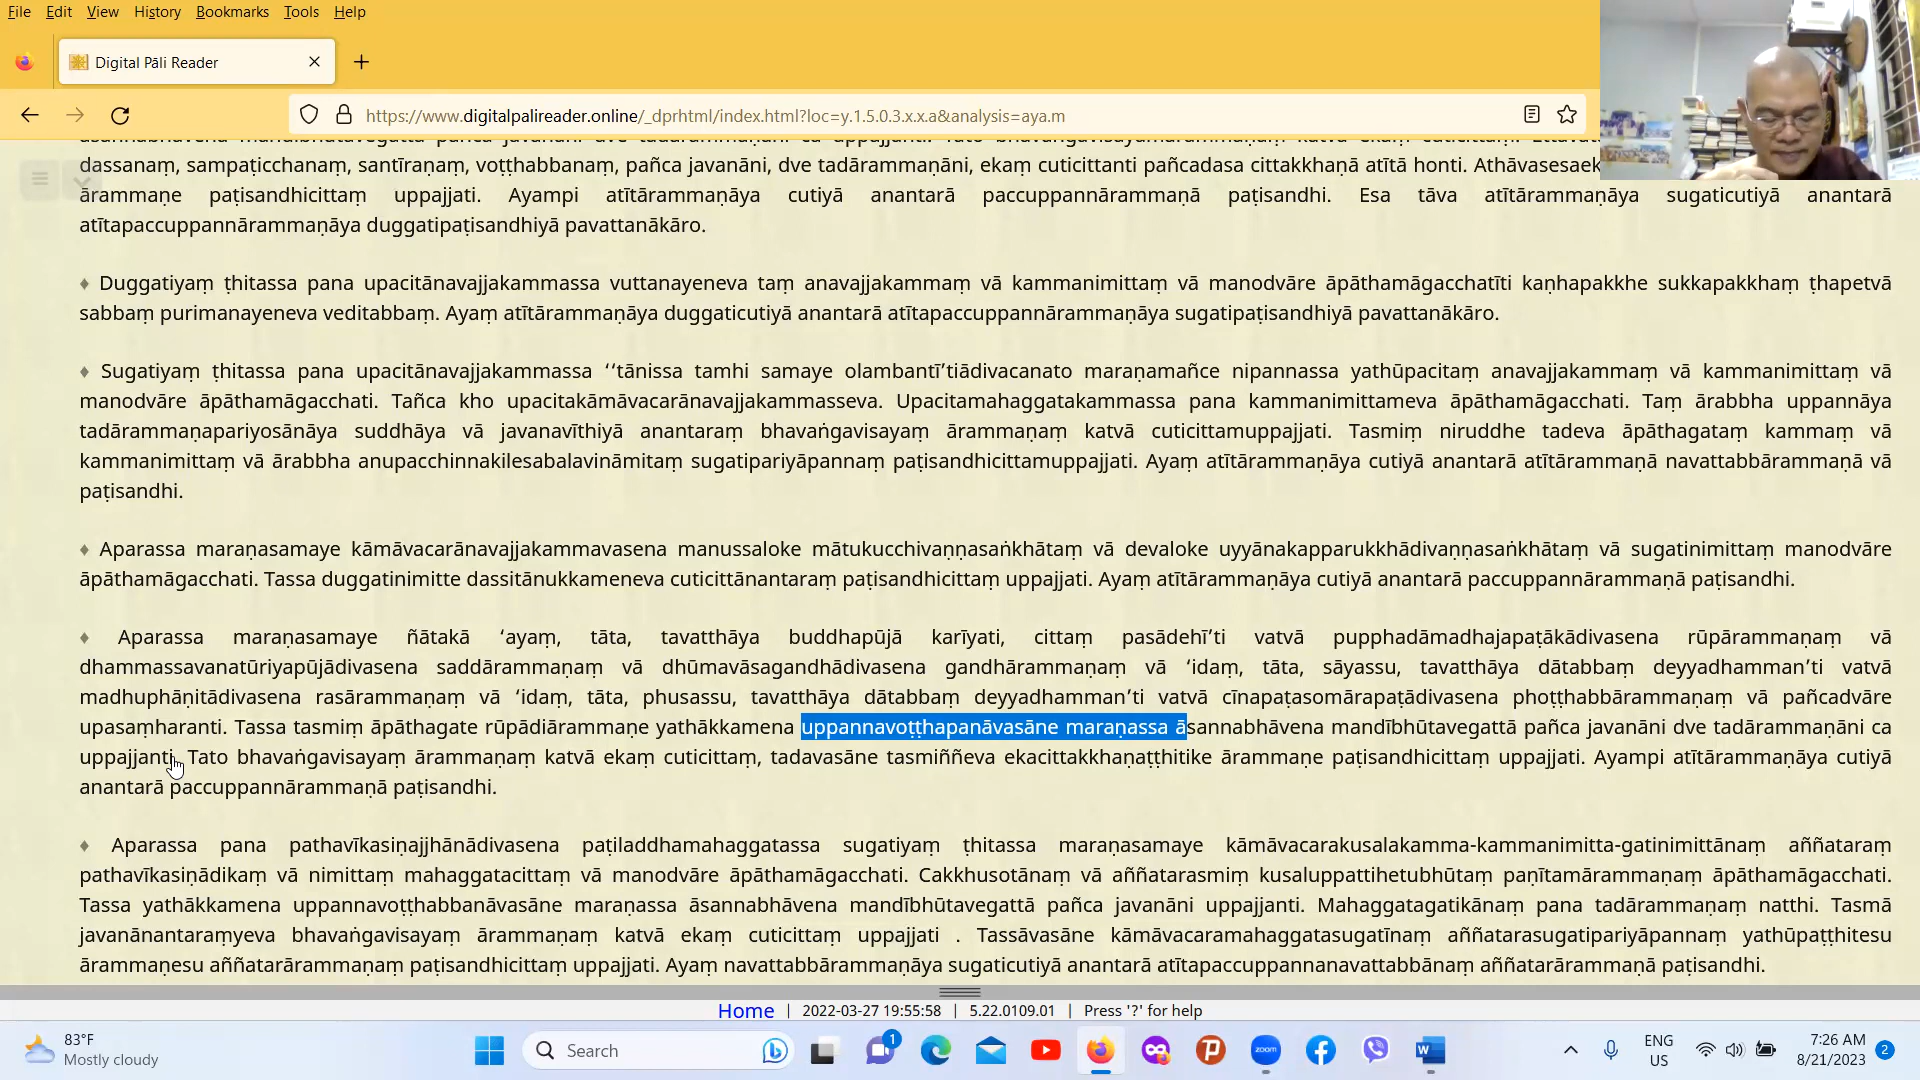 File Edit View History Bookmarks Tools Help
Digital Pāli Reader
https://www.digitalpalireader.online/_dprhtml/index.html?loc=y.1.5.0.3.x.x.a&analysis=aya.m
dassanaṃ, sampaṭicchanaṃ, santīraṇaṃ, voṭṭhabbanaṃ, pañca javanāni, dve tadārammaṇāni, ekaṃ cuticittanti pañcadasa cittakkhaṇā atītā honti. Athāvasesaek
ārammaṇe paṭisandhicittaṃ uppajjati. Ayampi atītārammaṇāya cutiyā anantarā paccuppannārammaṇā paṭisandhi. Esa tāva atītārammaṇāya sugaticutiyā anantarā
atītapaccuppannārammaṇāya duggatipaṭisandhiyā pavattanākāro.
♦ Duggatiyaṃ ṭhitassa pana upacitānavajjakammassa vuttanayeneva taṃ anavajjakammaṃ vā kammanimittaṃ vā manodvāre āpāthamāgacchatīti kaṇhapakkhe sukkapakkhaṃ ṭhapetvā
sabbaṃ purimanayeneva veditabbaṃ. Ayaṃ atītārammaṇāya duggaticutiyā anantarā atītapaccuppannārammaṇāya sugatipaṭisandhiyā pavattanākāro.
♦ Sugatiyaṃ ṭhitassa pana upacitānavajjakammassa ‘‘tānissa tamhi samaye olambantī’tiādivacanato maraṇamañce nipannassa yathūpacitaṃ anavajjakammaṃ vā kammanimittaṃ vā
manodvāre āpāthamāgacchati. Tañca kho upacitakāmāvacarānavajjakammasseva. Upacitamahaggatakammassa pana kammanimittameva āpāthamāgacchati. Taṃ ārabbha uppannāya
tadārammaṇapariyosānāya suddhāya vā javanavīthiyā anantaraṃ bhavaṅgavisayaṃ ārammaṇaṃ katvā cuticittamuppajjati. Tasmiṃ niruddhe tadeva āpāthagataṃ kammaṃ vā
kammanimittaṃ vā ārabbha anupacchinnakilesabalavināmitaṃ sugatipariyāpannaṃ paṭisandhicittamuppajjati. Ayaṃ atītārammaṇāya cutiyā anantarā atītārammaṇā navattabbārammaṇā vā
paṭisandhi.
♦ Aparassa maraṇasamaye kāmāvacarānavajjakammavasena manussaloke mātukucchivaṇṇasaṅkhātaṃ vā devaloke uyyānakapparukkhādivaṇṇasaṅkhātaṃ vā sugatinimittaṃ manodvāre
āpāthamāgacchati. Tassa duggatinimitte dassitānukkameneva cuticittānantaraṃ paṭisandhicittaṃ uppajjati. Ayaṃ atītārammaṇāya cutiyā anantarā paccuppannārammaṇā paṭisandhi.
♦ Aparassa maraṇasamaye ñātakā ‘ayaṃ, tāta, tavatthāya buddhapūjā karīyati, cittaṃ pasādehī’ti vatvā pupphadāmadhajapaṭākādivasena rūpārammaṇaṃ vā
dhammassavanatūriyapūjādivasena saddārammaṇaṃ vā dhūmavāsagandhādivasena gandhārammaṇaṃ vā ‘idaṃ, tāta, sāyassu, tavatthāya dātabbaṃ deyyadhamman’ti vatvā
madhuphāṇitādivasena rasārammaṇaṃ vā ‘idaṃ, tāta, phusassu, tavatthāya dātabbaṃ deyyadhamman’ti vatvā cīnapaṭasomārapaṭādivasena phoṭṭhabbārammaṇaṃ vā pañcadvāre
upasaṃharanti. Tassa tasmiṃ āpāthagate rūpādiārammaṇe yathākkamena uppannavoṭṭhapanāvasāne maraṇassa āsannabhāvena mandībhūtavegattā pañca javanāni dve tadārammaṇāni ca
uppajjanti. Tato bhavaṅgavisayaṃ ārammaṇaṃ katvā ekaṃ cuticittaṃ, tadavasāne tasmiññeva ekacittakkhaṇaṭṭhitike ārammaṇe paṭisandhicittaṃ uppajjati. Ayampi atītārammaṇāya cutiyā
anantarā paccuppannārammaṇā paṭisandhi.
♦ Aparassa pana pathavīkasiṇajjhānādivasena paṭiladdhamahaggatassa sugatiyaṃ ṭhitassa maraṇasamaye kāmāvacarakusalakamma-kammanimitta-gatinimittānaṃ aññataraṃ
pathavīkasiṇādikaṃ vā nimittaṃ mahaggatacittaṃ vā manodvāre āpāthamāgacchati. Cakkhusotānaṃ vā aññatarasmiṃ kusaluppattihetubhūtaṃ paṇītamārammaṇaṃ āpāthamāgacchati.
Tassa yathākkamena uppannavoṭṭhabbanāvasāne maraṇassa āsannabhāvena mandībhūtavegattā pañca javanāni uppajjanti. Mahaggatagatikānaṃ pana tadārammaṇaṃ natthi. Tasmā
javanānantaraṃyeva bhavaṅgavisayaṃ ārammaṇaṃ katvā ekaṃ cuticittaṃ uppajjati . Tassāvasāne kāmāvacaramahaggatasugatīnaṃ aññatarasugatipariyāpannaṃ yathūpaṭṭhitesu
ārammaṇesu aññatarārammaṇaṃ paṭisandhicittaṃ uppajjati. Ayaṃ navattabbārammaṇāya sugaticutiyā anantarā atītapaccuppannanavattabbānaṃ aññatarārammaṇā paṭisandhi.
Home | 2022-03-27 19:55:58 | 5.22.0109.01 | Press '?' for help
83°F
Mostly cloudy
Search
1
zoom
ENG
US
7:26 AM
8/21/2023
2